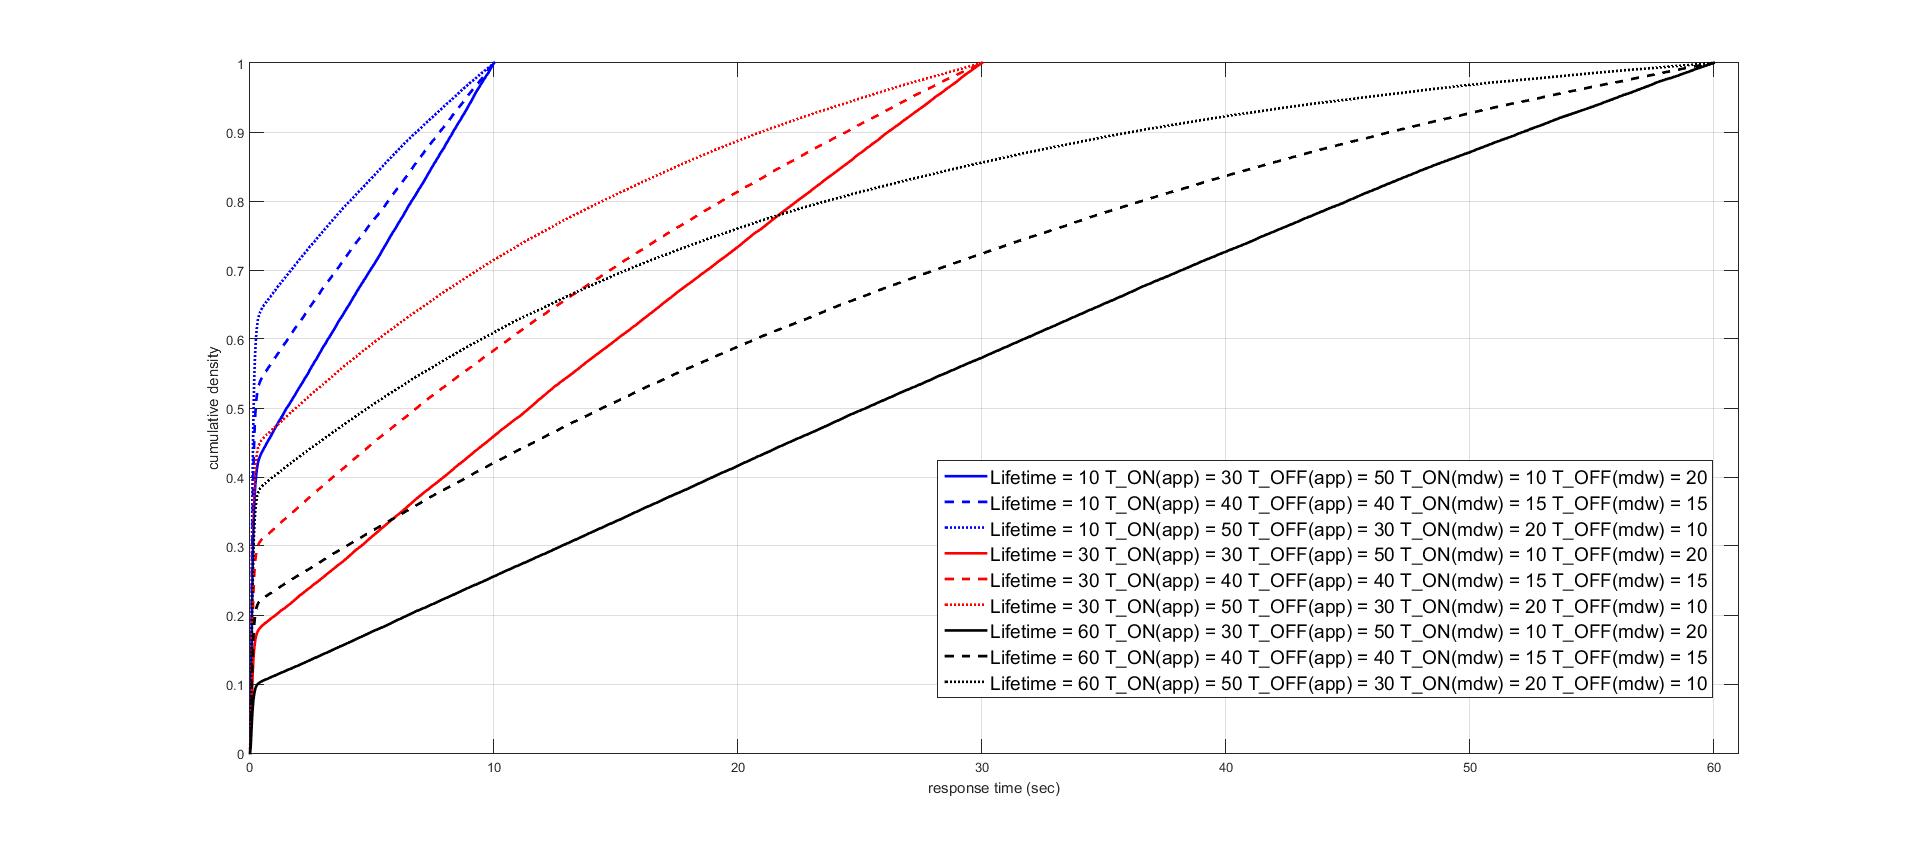 1
0.9
0.8
0.7
0.6
0.5
0.4
0.3
0.2
0.1
0
cumulative density
Lifetime = 10 T_ON(app) = 30 T_OFF(app) = 50 T_ON(mdw) = 10 T_OFF(mdw) = 20
Lifetime = 10 T_ON(app) = 40 T_OFF(app) = 40 T_ON(mdw) = 15 T_OFF(mdw) = 15
Lifetime = 10 T_ON(app) = 50 T_OFF(app) = 30 T_ON(mdw) = 20 T_OFF(mdw) = 10
Lifetime = 30 T_ON(app) = 30 T_OFF(app) = 50 T_ON(mdw) = 10 T_OFF(mdw) = 20
Lifetime = 30 T_ON(app) = 40 T_OFF(app) = 40 T_ON(mdw) = 15 T_OFF(mdw) = 15
Lifetime = 30 T_ON(app) = 50 T_OFF(app) = 30 T_ON(mdw) = 20 T_OFF(mdw) = 10
Lifetime = 60 T_ON(app) = 30 T_OFF(app) = 50 T_ON(mdw) = 10 T_OFF(mdw) = 20
Lifetime = 60 T_ON(app) = 40 T_OFF(app) = 40 T_ON(mdw) = 15 T_OFF(mdw) = 15
Lifetime = 60 T_ON(app) = 50 T_OFF(app) = 30 T_ON(mdw) = 20 T_OFF(mdw) = 10
0 10 20 30 40 50 60
response time (sec)